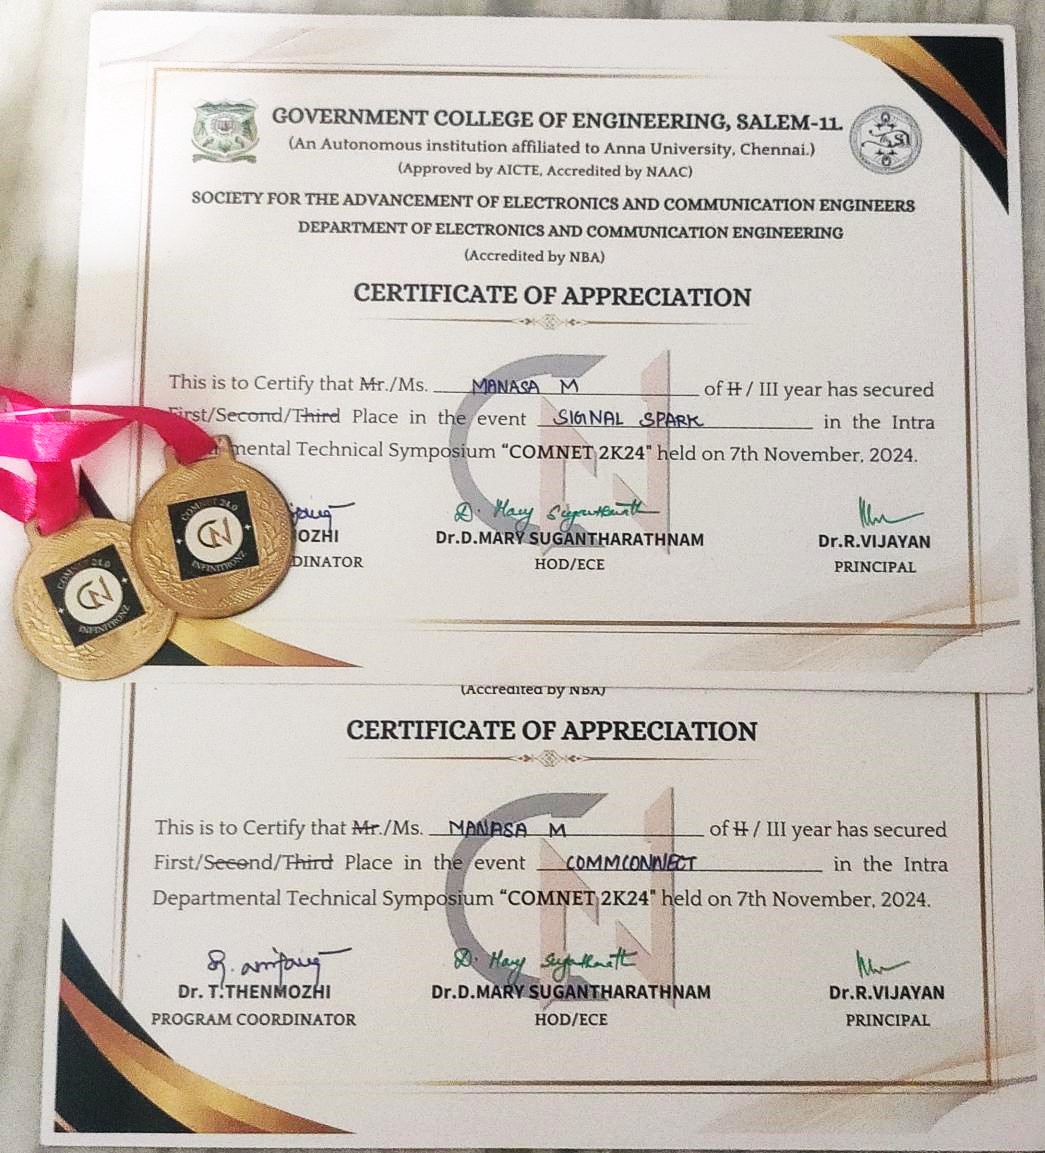 GOVERNMENT COLLEGE OF ENGINEERING, SALEM-11.
(An Autonomous institution affiliated to Anna University, Chennai.)
(Approved by AICTE, Accredited by NAAC)
SOCIETY FOR THE ADVANCEMENT OF ELECTRONICS AND COMMUNICATION ENGINEERS
DEPARTMENT OF ELECTRONICS AND COMMUNICATION ENGINEERING
(Accredited by NBA)
CERTIFICATE OF APPRECIATION
This is to Certify that Mr./Ms. MANASA M of II / III year has secured
First/Second/Third Place in the event SIGNAL SPARK in the Intra
mental Technical Symposium "COMNET 2K24" held on 7th November, 2024.
D. Mary
OZHI Dr.D.MARY SUGANTHARATHNAM Dr.R.VIJAYAN
DINATOR HOD/ECE PRINCIPAL
COMNET 24.0
CN
INFINITRONZ
COMNET 24.0
CN
INFINITRONZ
(Accredited by NBA)
CERTIFICATE OF APPRECIATION
This is to Certify that Mr./Ms. MANASA M of II / III year has secured
First/Second/Third Place in the event COMMCONNECT in the Intra
Departmental Technical Symposium "COMNET 2K24" held on 7th November, 2024.
D. Mary
Dr. T.THENMOZHI Dr.D.MARY SUGANTHARATHNAM Dr.R.VIJAYAN
PROGRAM COORDINATOR HOD/ECE PRINCIPAL